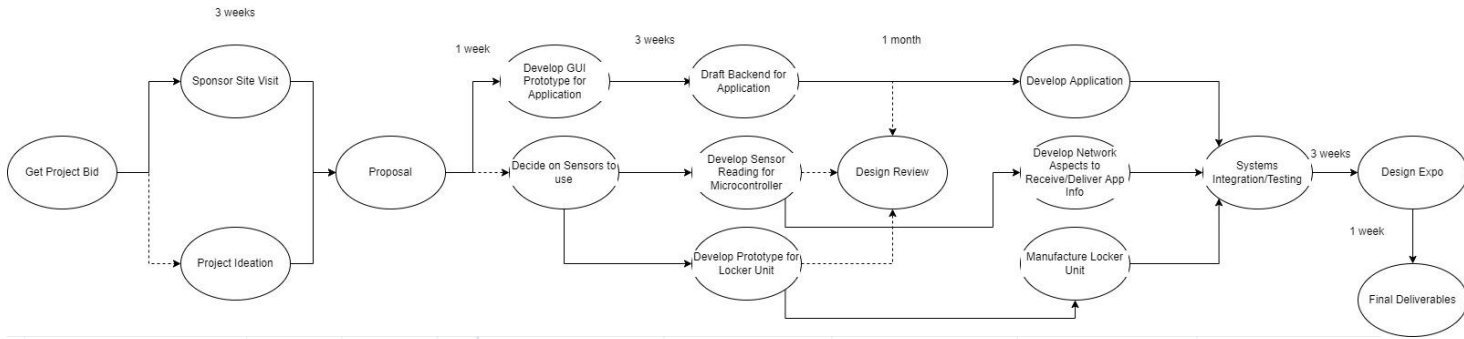 3 weeks
1 week
3 weeks
1 month
Sponsor Site Visit
Develop GUI
Prototype for
Application
Draft Backend for
Application
Develop Application
Get Project Bid
Proposal
Decide on Sensors to
use
Develop Sensor
Reading for
Microcontroller
Design Review
Develop Network
Aspects to
Receive/Deliver App
Info
Systems
Integration/Testing
3 weeks
Design Expo
Project Ideation
Develop Prototype for
Locker Unit
Manufacture Locker
Unit
1 week
Final Deliverables